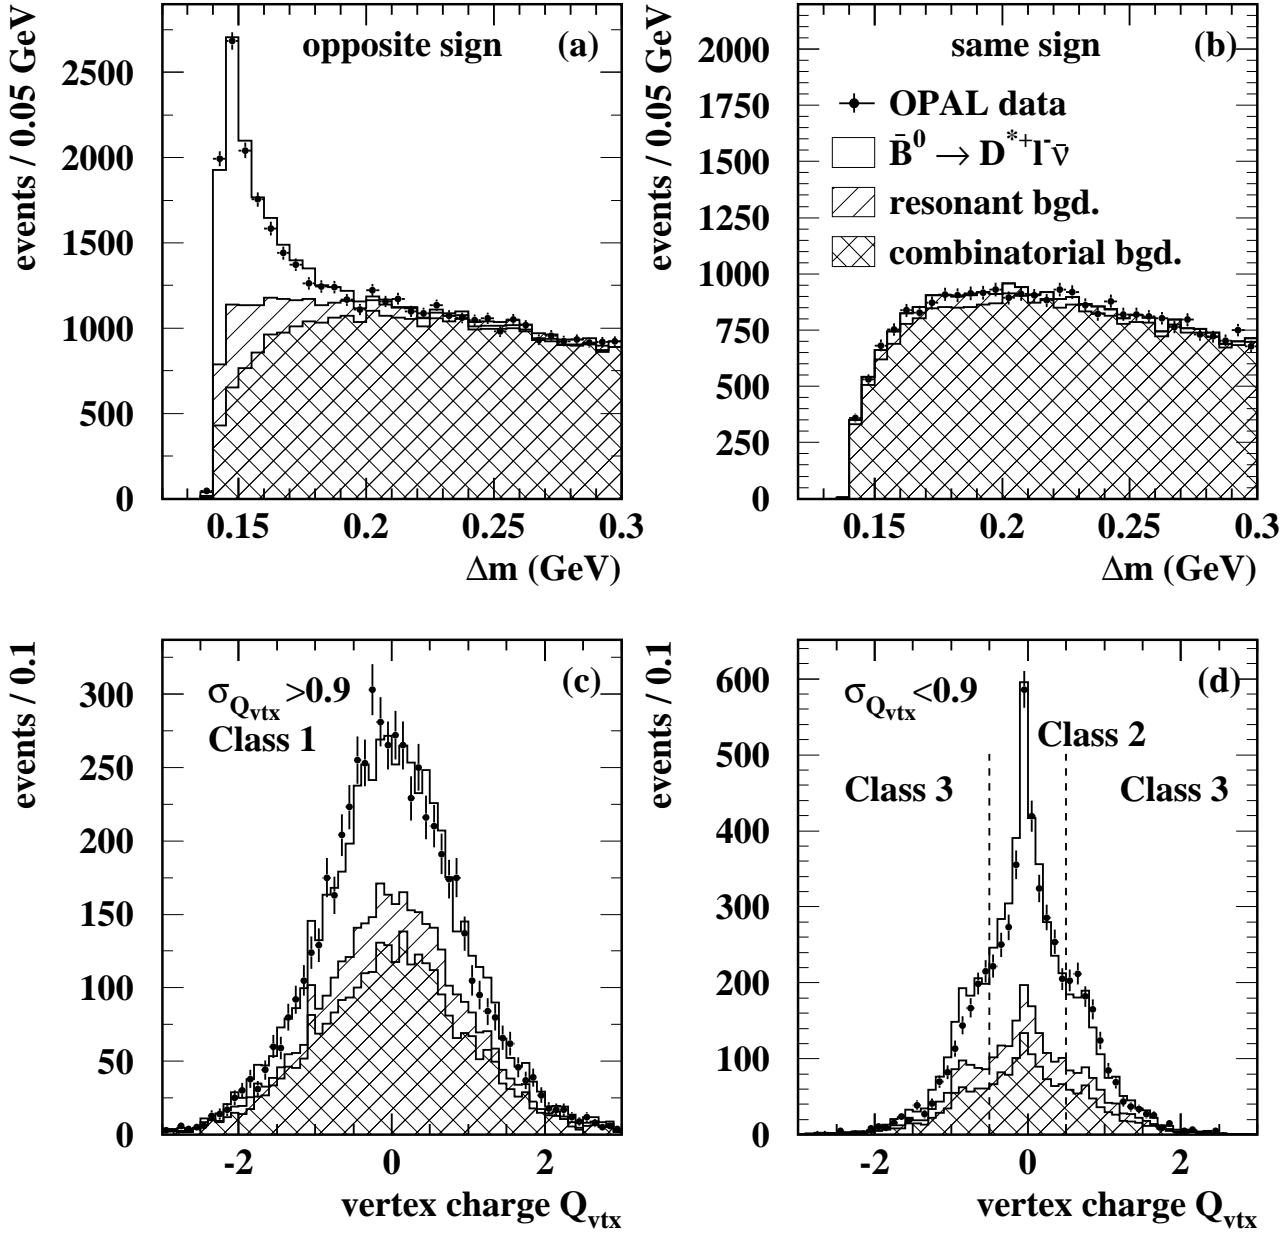 opposite sign (a)
events / 0.05 GeV
2500
2000
1500
1000
500
0
0.15 0.2 0.25 0.3
Δm (GeV)
same sign (b)
OPAL data
B̄⁰ → D*⁺l⁻ν̄
resonant bgd.
combinatorial bgd.
events / 0.05 GeV
2000
1750
1500
1250
1000
750
500
250
0
0.15 0.2 0.25 0.3
Δm (GeV)
σ_Qvtx >0.9 (c)
Class 1
events / 0.1
300
250
200
150
100
50
0
-2 0 2
vertex charge Q_vtx
σ_Qvtx <0.9 (d)
Class 2
Class 3 Class 3
events / 0.1
600
500
400
300
200
100
0
-2 0 2
vertex charge Q_vtx